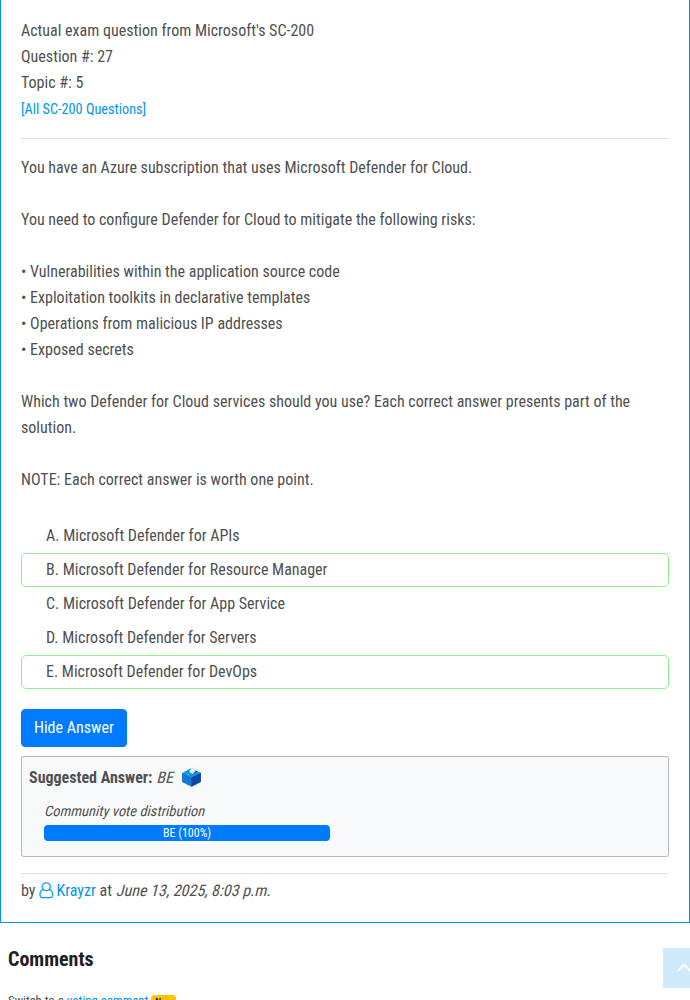 Actual exam question from Microsoft's SC-200
Question #: 27
Topic #: 5
[All SC-200 Questions]
You have an Azure subscription that uses Microsoft Defender for Cloud.
You need to configure Defender for Cloud to mitigate the following risks:
• Vulnerabilities within the application source code
• Exploitation toolkits in declarative templates
• Operations from malicious IP addresses
• Exposed secrets
Which two Defender for Cloud services should you use? Each correct answer presents part of the
solution.
NOTE: Each correct answer is worth one point.
A. Microsoft Defender for APIs
B. Microsoft Defender for Resource Manager
C. Microsoft Defender for App Service
D. Microsoft Defender for Servers
E. Microsoft Defender for DevOps
Hide Answer
Suggested Answer: BE
Community vote distribution
BE (100%)
by Krayzr at June 13, 2025, 8:03 p.m.
Comments
Switch to a voting comment